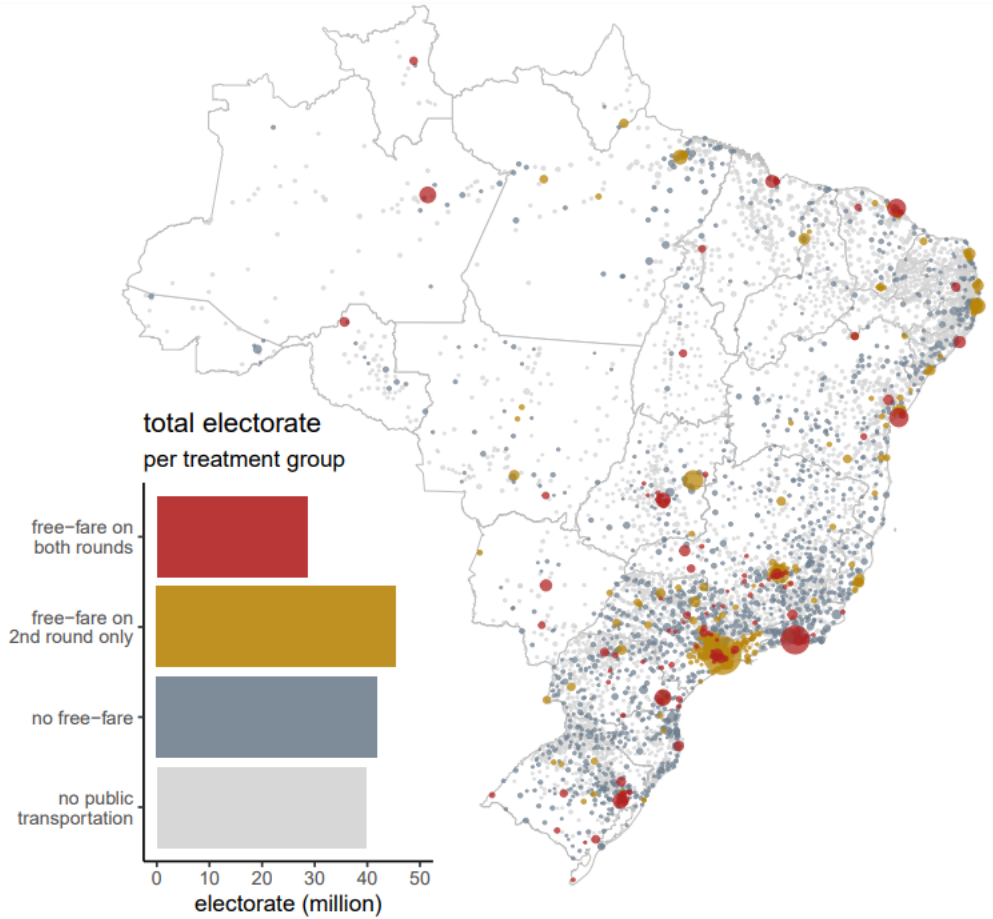 total electorate
per treatment group
free−fare on
both rounds
free−fare on
2nd round only
no free−fare
no public
transportation
0 10 20 30 40 50
electorate (million)